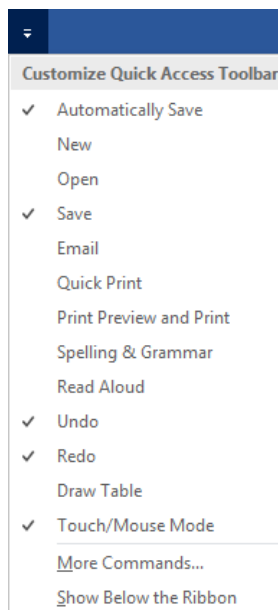 Customize Quick Access Toolbar
Automatically Save
New
Open
Save
Email
Quick Print
Print Preview and Print
Spelling & Grammar
Read Aloud
Undo
Redo
Draw Table
Touch/Mouse Mode
More Commands...
Show Below the Ribbon